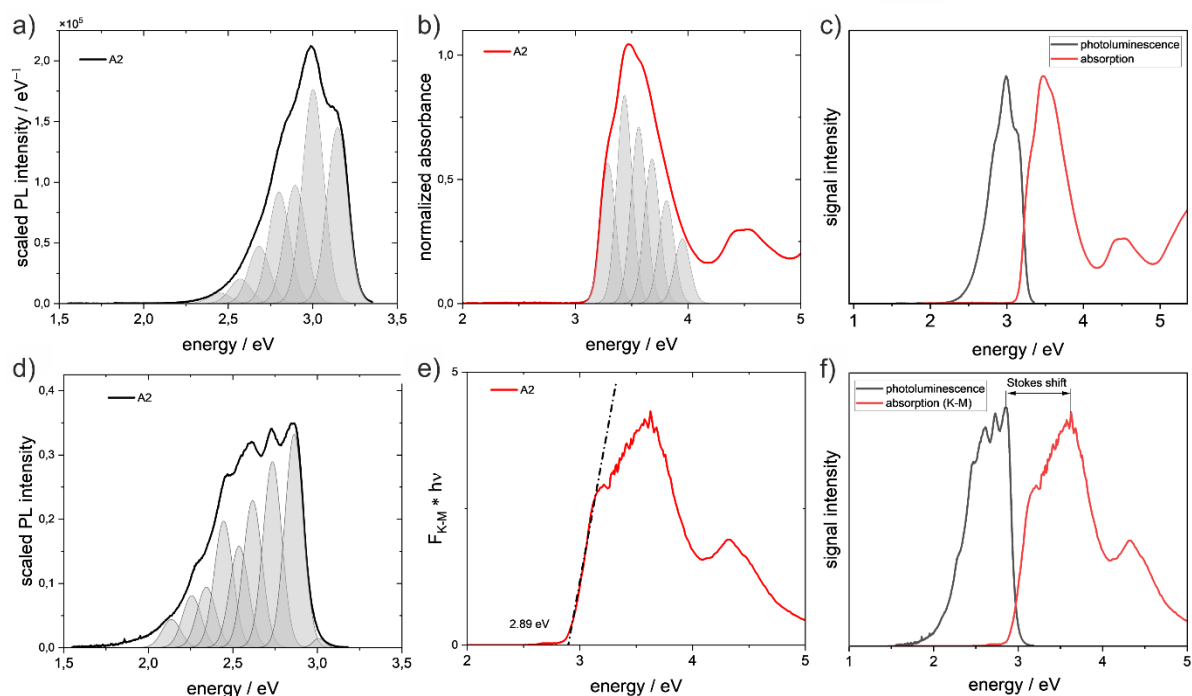 a)
×10⁵
A2
scaled PL intensity / eV⁻¹
2,0
1,5
1,0
0,5
0,0
1,5 2,0 2,5 3,0 3,5
energy / eV
b)
A2
normalized absorbance
1,0
0,5
0,0
2 3 4 5
energy / eV
c)
photoluminescence
absorption
signal intensity
1 2 3 4 5
energy / eV
d)
A2
scaled PL intensity
0,4
0,3
0,2
0,1
0,0
1,5 2,0 2,5 3,0 3,5
energy / eV
e)
A2
F K-M * hν
5
0
2.89 eV
2 3 4 5
energy / eV
f)
photoluminescence
absorption (K-M)
Stokes shift
signal intensity
1 2 3 4 5
energy / eV